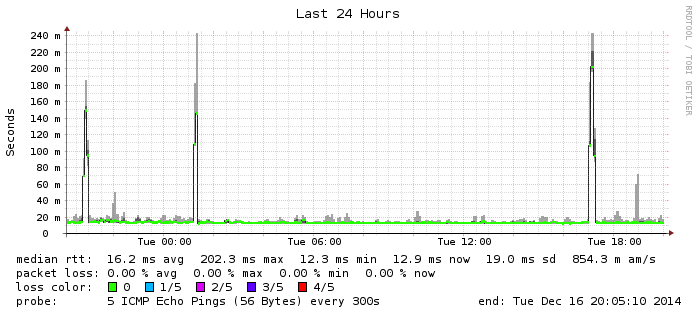 Last 24 Hours
RRDTOOL / TOBI OETIKER
Seconds
240 m
220 m
200 m
180 m
160 m
140 m
120 m
100 m
80 m
60 m
40 m
20 m
0
Tue 00:00 Tue 06:00 Tue 12:00 Tue 18:00
median rtt: 16.2 ms avg 202.3 ms max 12.3 ms min 12.9 ms now 19.0 ms sd 854.3 m am/s
packet loss: 0.00 % avg 0.00 % max 0.00 % min 0.00 % now
loss color: 0 1/5 2/5 3/5 4/5
probe: 5 ICMP Echo Pings (56 Bytes) every 300s end: Tue Dec 16 20:05:10 2014